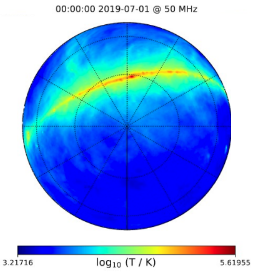 00:00:00 2019-07-01 @ 50 MHz
3.21716 log₁₀ (T / K) 5.61955